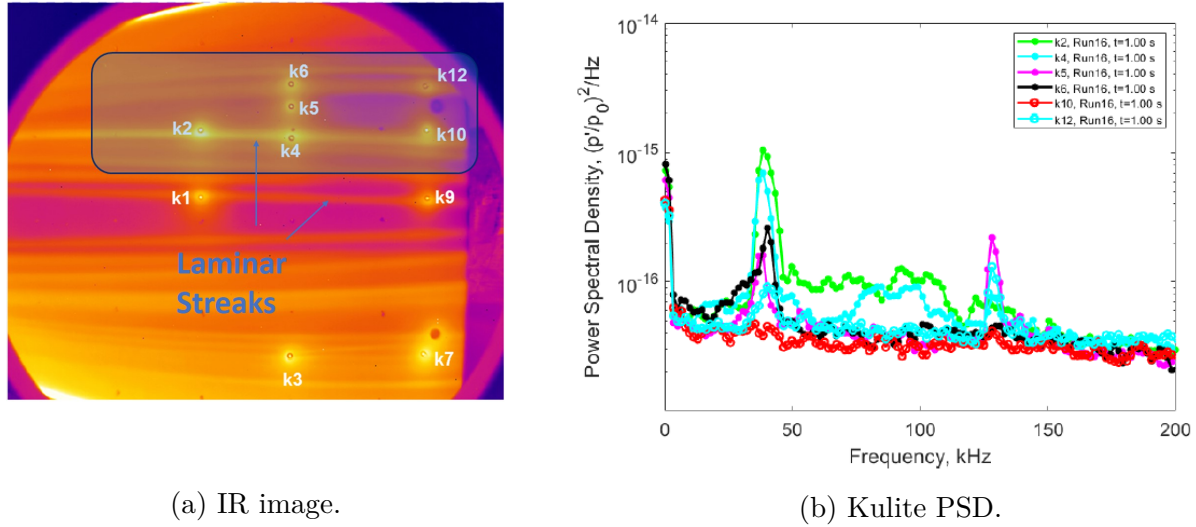 k6
k12
k5
k2
k4
k10
k1
k9
Laminar
Streaks
k7
k3
(a) IR image.
10^-14
10^-15
10^-16
Power Spectral Density, (p'/p_0)^2/Hz
k2, Run16, t=1.00 s
k4, Run16, t=1.00 s
k5, Run16, t=1.00 s
k6, Run16, t=1.00 s
k10, Run16, t=1.00 s
k12, Run16, t=1.00 s
0 50 100 150 200
Frequency, kHz
(b) Kulite PSD.